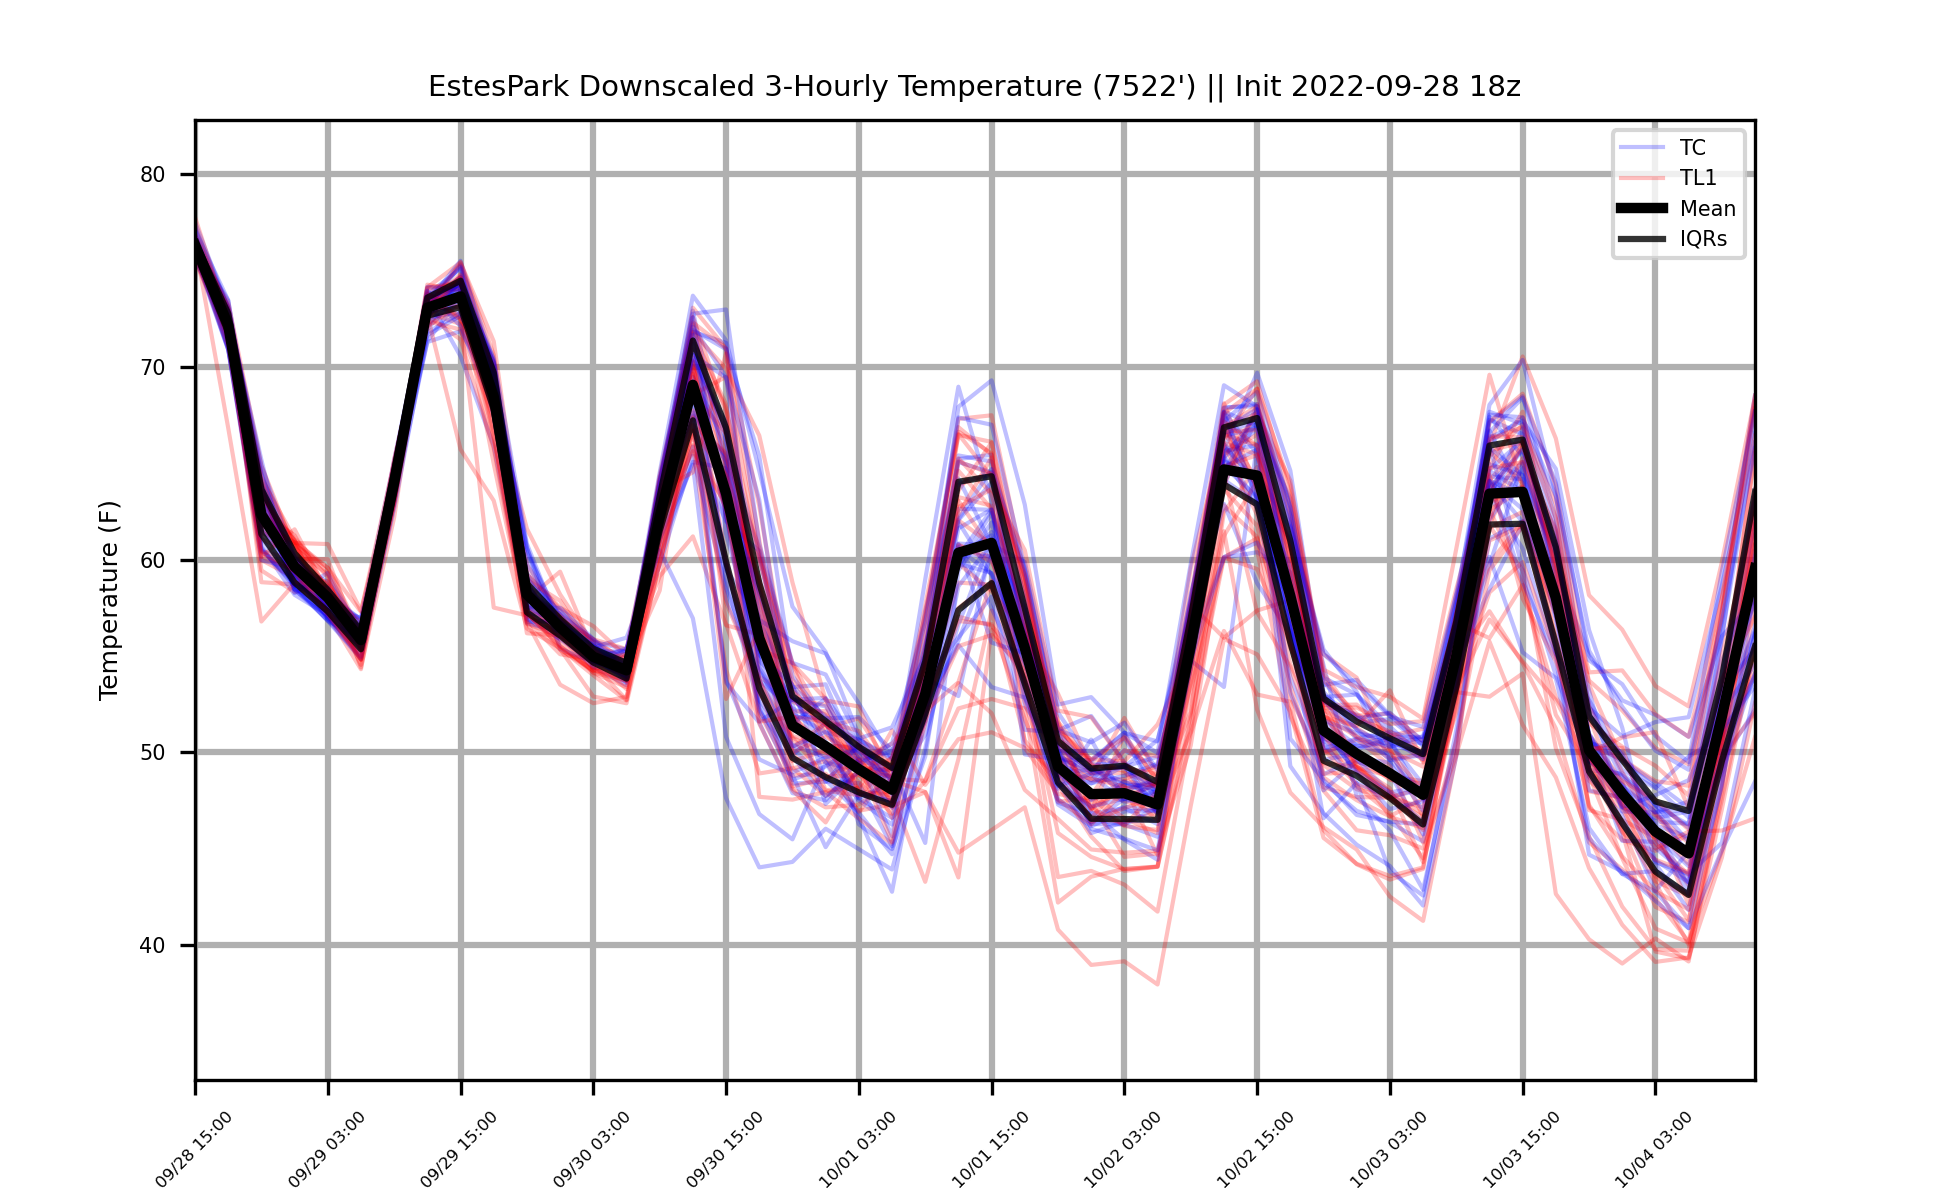 EstesPark Downscaled 3-Hourly Temperature (7522') || Init 2022-09-28 18z
TC
TL1
Mean
IQRs
Temperature (F)
80
70
60
50
40
09/28 15:00
09/29 03:00
09/29 15:00
09/30 03:00
09/30 15:00
10/01 03:00
10/01 15:00
10/02 03:00
10/02 15:00
10/03 03:00
10/03 15:00
10/04 03:00